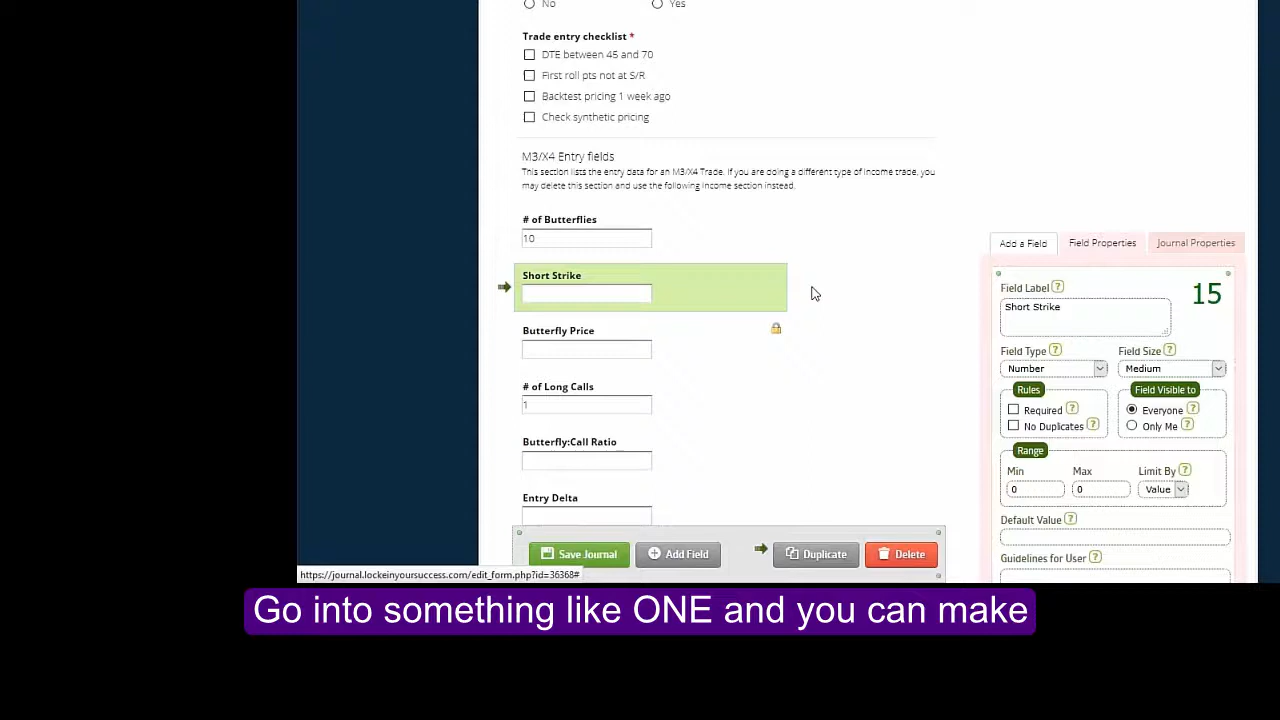 No Yes
Trade entry checklist *
DTE between 45 and 70
First roll pts not at S/R
Backtest pricing 1 week ago
Check synthetic pricing
M3/X4 Entry fields
This section lists the entry data for an M3/X4 Trade. If you are doing a different type of income trade, you
may delete this section and use the following income section instead.
# of Butterflies
10
Short Strike
Butterfly Price
# of Long Calls
1
Butterfly:Call Ratio
Entry Delta
Save Journal Add Field Duplicate Delete
Add a Field Field Properties Journal Properties
Field Label ? 15
Short Strike
Field Type ? Field Size ?
Number Medium
Rules Field Visible to
Required ? Everyone ?
No Duplicates ? Only Me ?
Range
Min Max Limit By ?
0 0 Value
Default Value ?
Guidelines for User ?
https://journal.lockeinyoursuccess.com/edit_form.php?id=36368#
Go into something like ONE and you can make